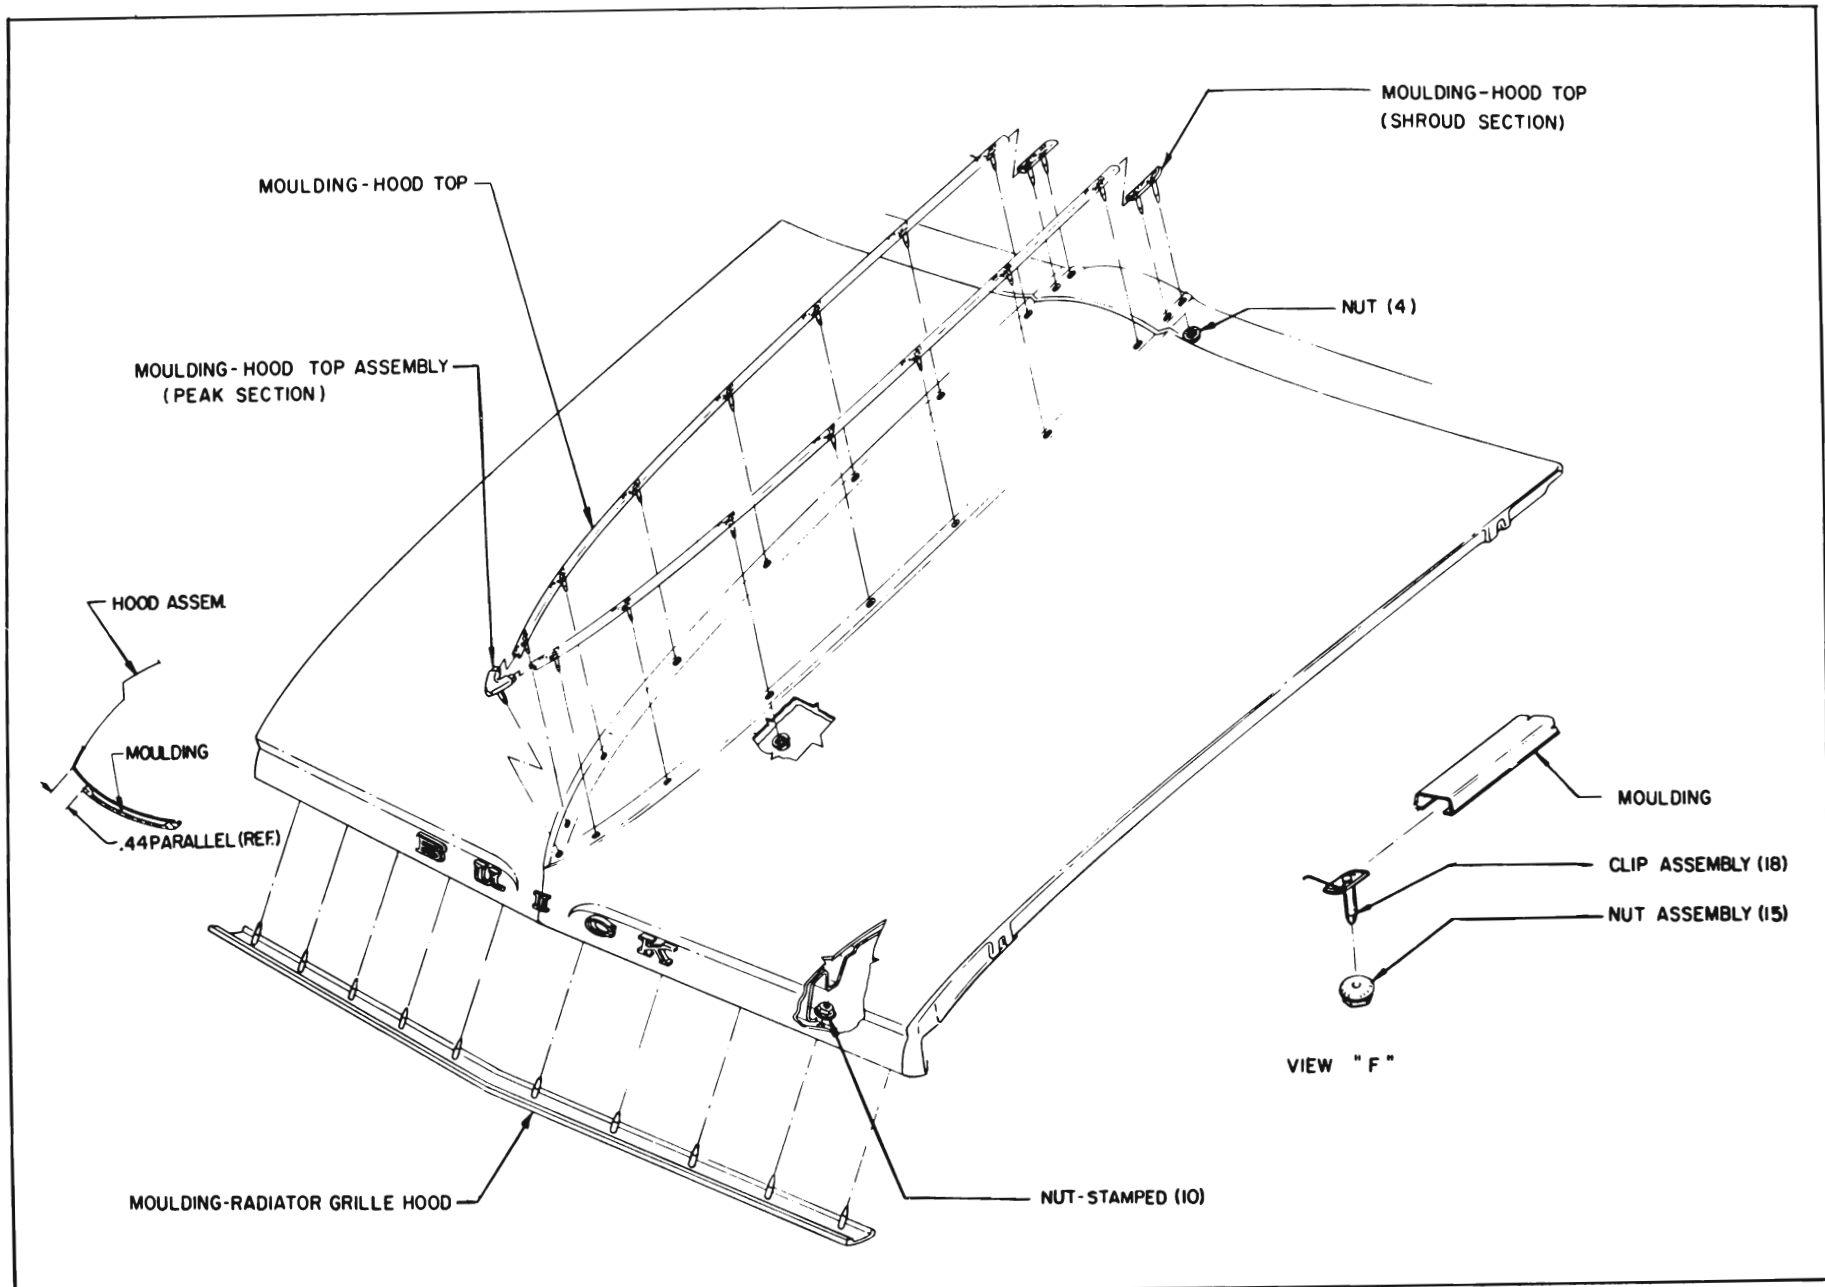 MOULDING-HOOD TOP
(SHROUD SECTION)
MOULDING-HOOD TOP
NUT (4)
MOULDING-HOOD TOP ASSEMBLY
(PEAK SECTION)
HOOD ASSEM.
MOULDING
.44 PARALLEL (REF.)
BUICK
MOULDING
CLIP ASSEMBLY (18)
NUT ASSEMBLY (15)
VIEW "F"
MOULDING-RADIATOR GRILLE HOOD
NUT-STAMPED (10)